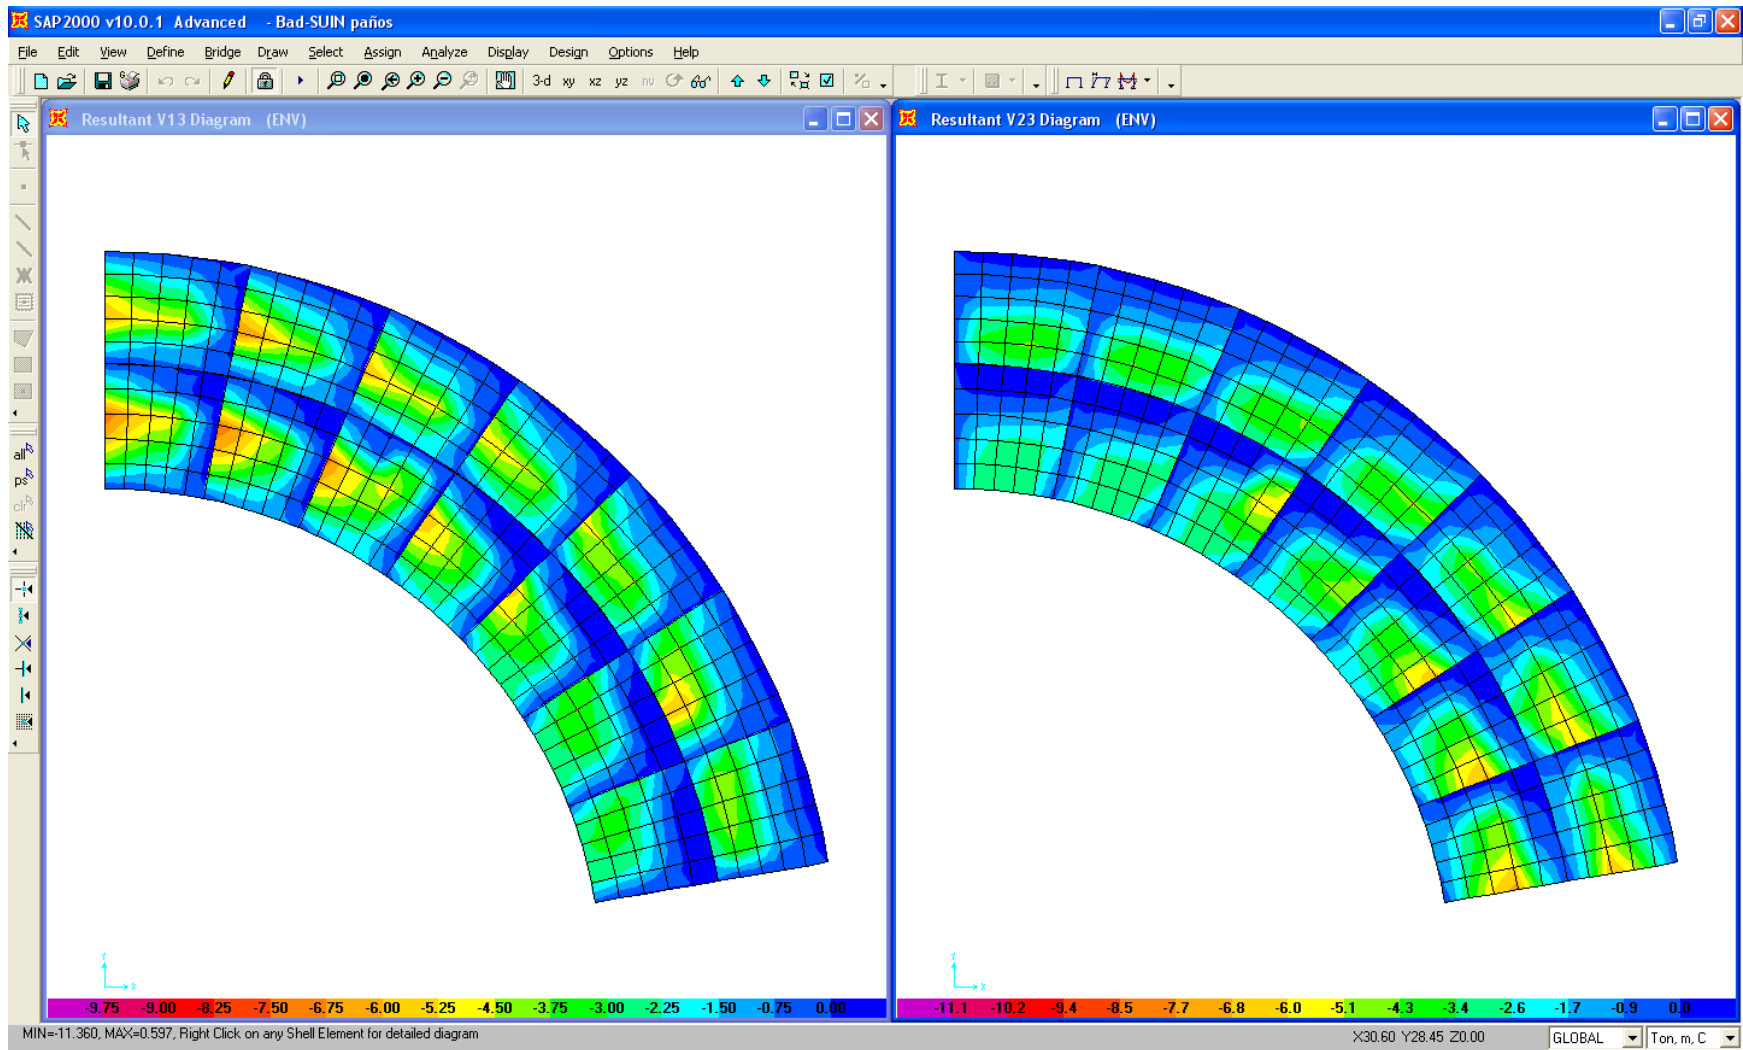 SAP2000 v10.0.1 Advanced - Bad-SUIN paños
File Edit View Define Bridge Draw Select Assign Analyze Display Design Options Help
3-d xy xz yz nv
Resultant V13 Diagram (ENV)
Resultant V23 Diagram (ENV)
all
ps
clr
Y
X
Y
X
-9.75 -9.00 -8.25 -7.50 -6.75 -6.00 -5.25 -4.50 -3.75 -3.00 -2.25 -1.50 -0.75 0.00
-11.1 -10.2 -9.4 -8.5 -7.7 -6.8 -6.0 -5.1 -4.3 -3.4 -2.6 -1.7 -0.9 0.0
MIN=-11.360, MAX=0.597, Right Click on any Shell Element for detailed diagram
X30.60 Y28.45 Z0.00
GLOBAL
Ton, m, C